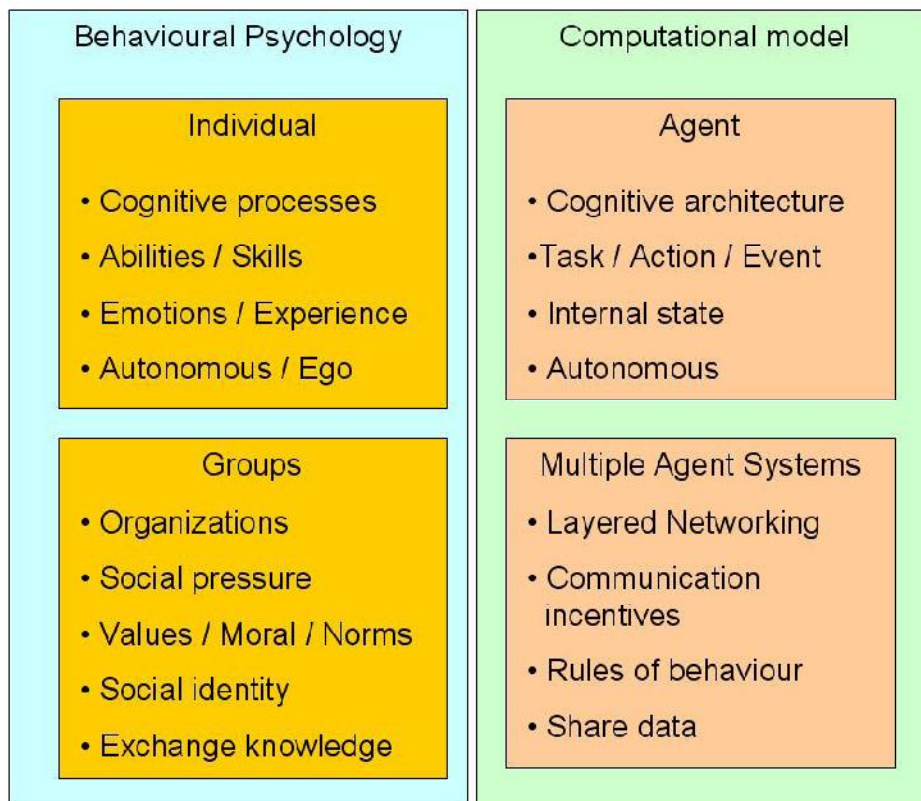 Behavioural Psychology
Individual
• Cognitive processes
• Abilities / Skills
• Emotions / Experience
• Autonomous / Ego
Groups
• Organizations
• Social pressure
• Values / Moral / Norms
• Social identity
• Exchange knowledge
Computational model
Agent
• Cognitive architecture
•Task / Action / Event
• Internal state
• Autonomous
Multiple Agent Systems
• Layered Networking
• Communication
incentives
• Rules of behaviour
• Share data